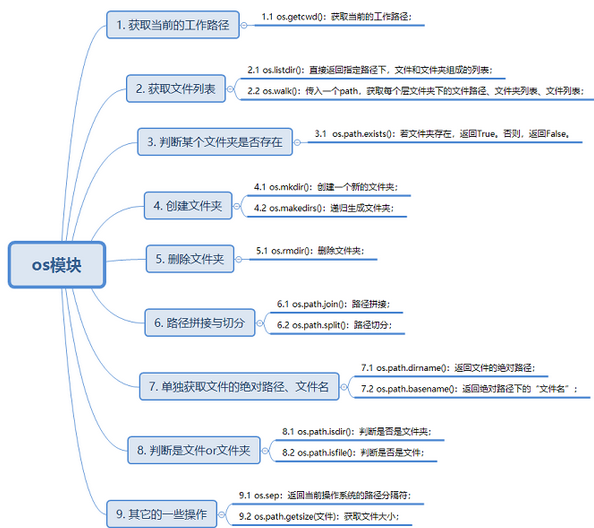 os模块
1. 获取当前的工作路径
1.1 os.getcwd()：获取当前的工作路径；
2. 获取文件列表
2.1 os.listdir()：直接返回指定路径下，文件和文件夹组成的列表；
2.2 os.walk()：传入一个path，获取每个层文件夹下的文件路径、文件夹列表、文件列表；
3. 判断某个文件夹是否存在
3.1 os.path.exists()：若文件夹存在，返回True。否则，返回False。
4. 创建文件夹
4.1 os.mkdir()：创建一个新的文件夹；
4.2 os.makedirs()：递归生成文件夹；
5. 删除文件夹
5.1 os.rmdir()：删除文件夹；
6. 路径拼接与切分
6.1 os.path.join()：路径拼接；
6.2 os.path.split()：路径切分；
7. 单独获取文件的绝对路径、文件名
7.1 os.path.dirname()：返回文件的绝对路径；
7.2 os.path.basename()：返回绝对路径下的“文件名”；
8. 判断是文件or文件夹
8.1 os.path.isdir()：判断是否是文件夹；
8.2 os.path.isfile()：判断是否是文件；
9. 其它的一些操作
9.1 os.sep：返回当前操作系统的路径分隔符；
9.2 os.path.getsize(文件)：获取文件大小；